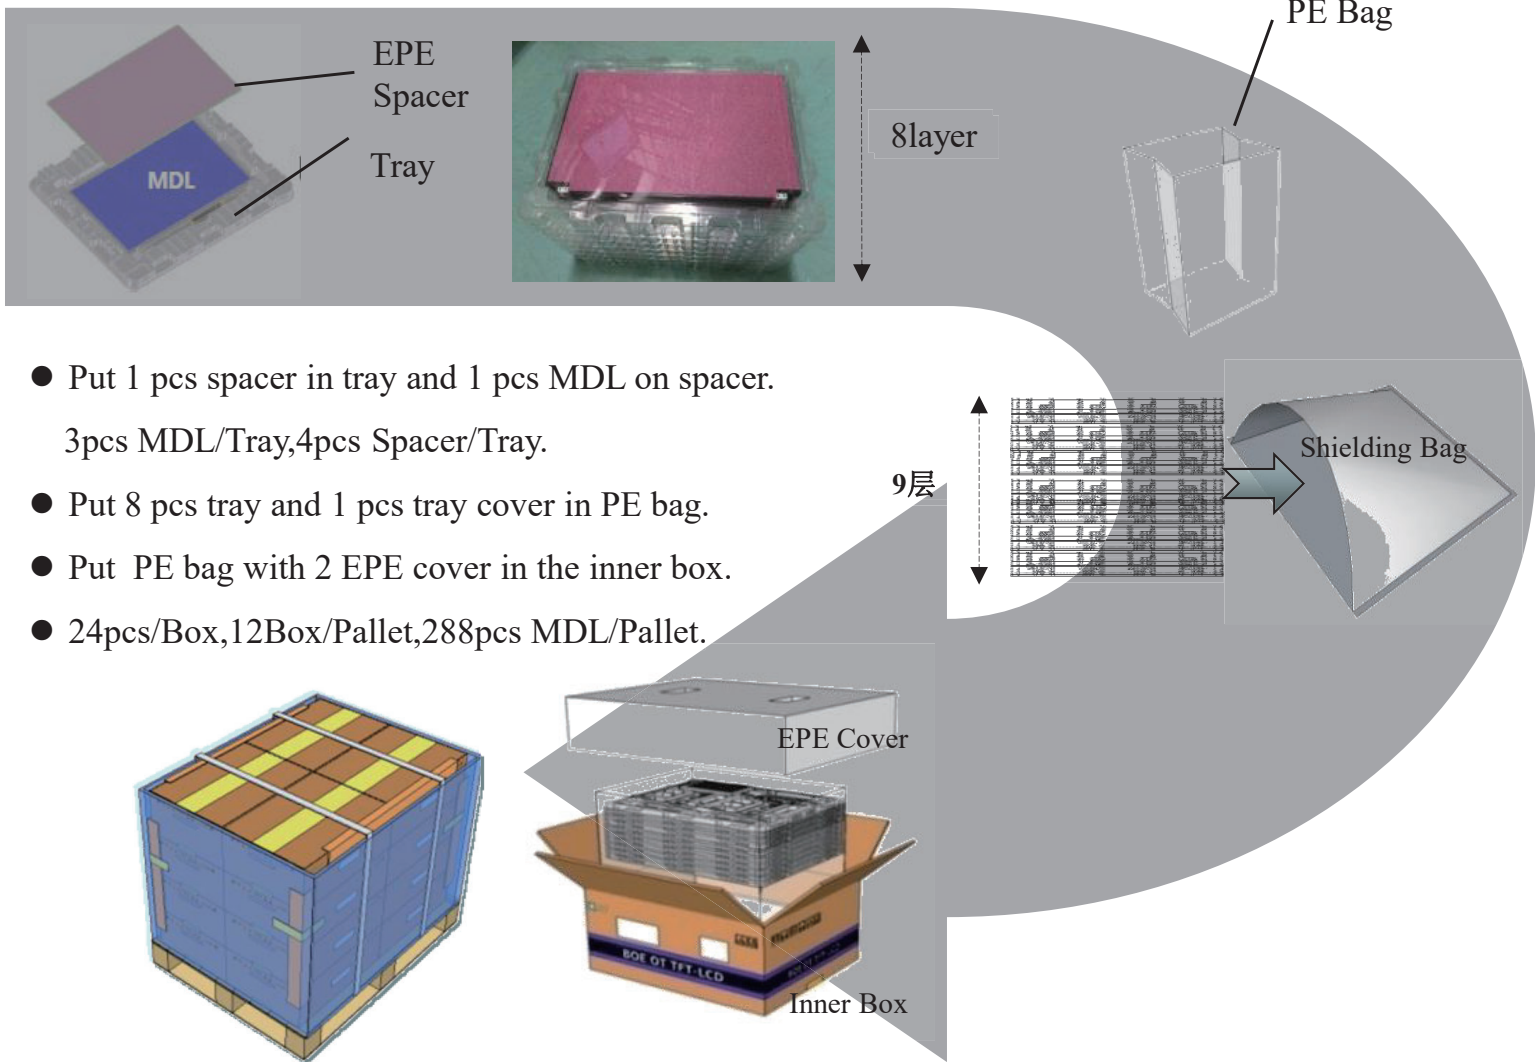 PE Bag
EPE
Spacer
Tray
MDL
8layer
● Put 1 pcs spacer in tray and 1 pcs MDL on spacer.
3pcs MDL/Tray,4pcs Spacer/Tray.
● Put 8 pcs tray and 1 pcs tray cover in PE bag.
● Put PE bag with 2 EPE cover in the inner box.
● 24pcs/Box,12Box/Pallet,288pcs MDL/Pallet.
9层
Shielding Bag
EPE Cover
BOE OT TFT-LCD
Inner Box